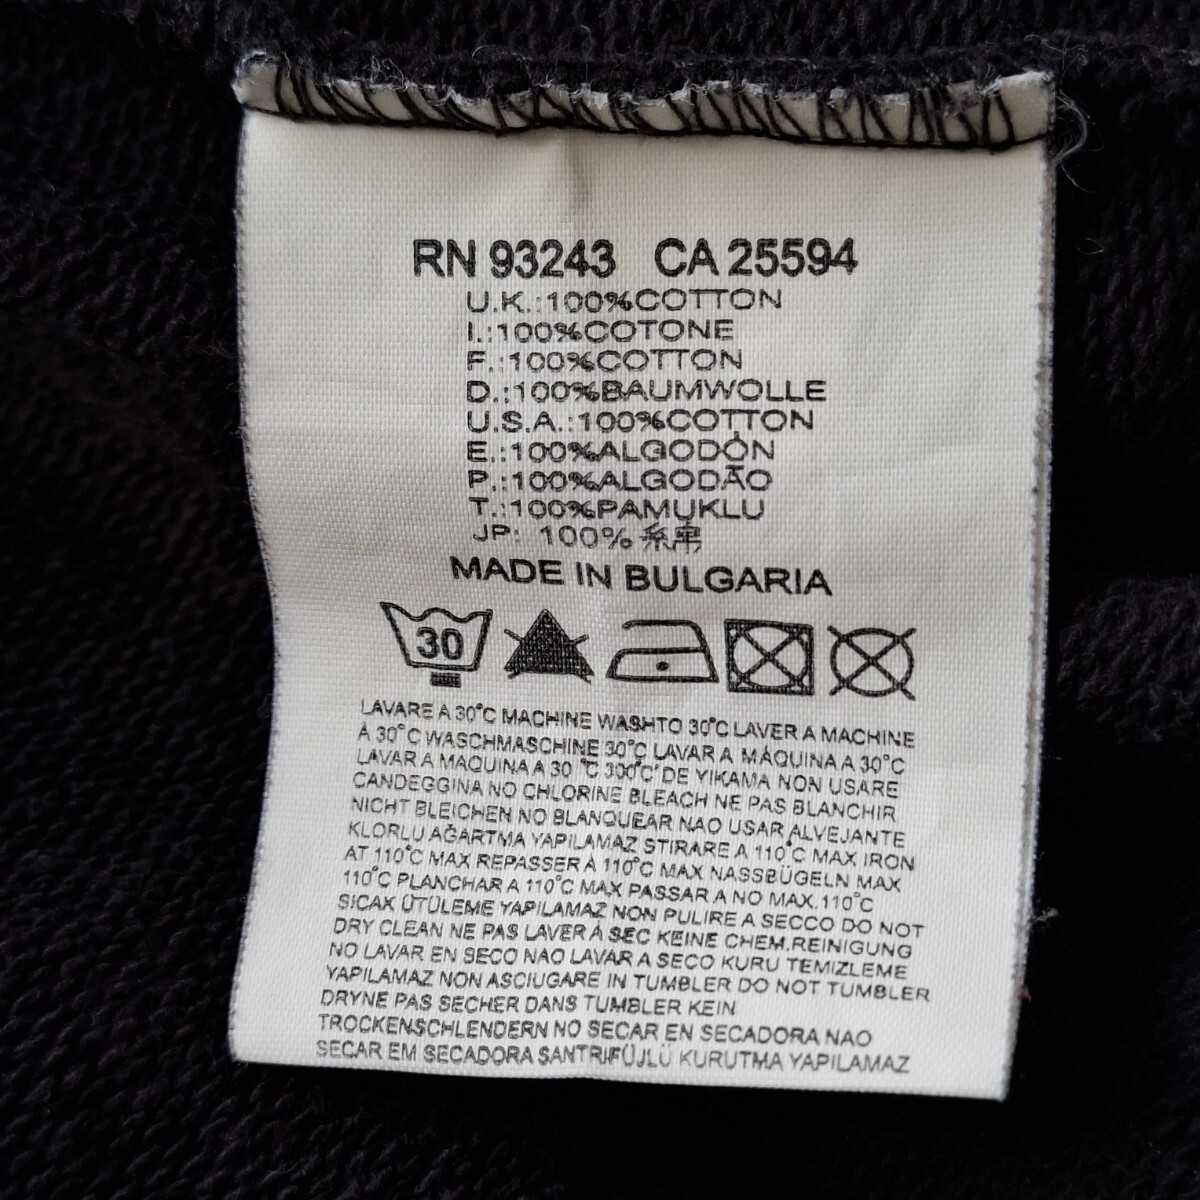 RN 93243 CA 25594
U.K.:100%COTTON
I.:100%COTONE
F.:100%COTTON
D.:100%BAUMWOLLE
U.S.A.:100%COTTON
E.:100%ALGODÓN
P.:100%ALGODÃO
T.:100%PAMUKLU
JP: 100%
MADE IN BULGARIA
30
LAVARE A 30°C MACHINE WASHTO 30°C LAVER A MACHINE
À 30°C WASCHMASCHINE 30°C LAVAR A MÁQUINA A 30°C
LAVAR A MAQUINA A 30 °C 300°C' DE YIKAMA NON USARE
CANDEGGINA NO CHLORINE BLEACH NE PAS BLANCHIR
NICHT BLEICHEN NO BLANQUEAR NAO USAR ALVEJANTE
KLORLU AĞARTMA YAPILAMAZ STIRARE A 110°C MAX IRON
AT 110°C MAX REPASSER À 110°C MAX NASSBÜGELN MAX
110°C PLANCHAR A 110°C MAX PASSAR A NO MAX.110°C
SICAK ÜTÜLEME YAPILAMAZ NON PULIRE A SECCO DO NOT
DRY CLEAN NE PAS LAVER À SEC KEINE CHEM.REINIGUNG
NO LAVAR EN SECO NAO LAVAR A SECO KURU TEMIZLEME
YAPILAMAZ NON ASCIUGARE IN TUMBLER DO NOT TUMBLER
DRYNE PAS SECHER DANS TUMBLER KEIN
TROCKENSCHLENDERN NO SECAR EN SECADORA NAO
SECAR EM SECADORA SANTRIFÜJLÜ KURUTMA YAPILAMAZ